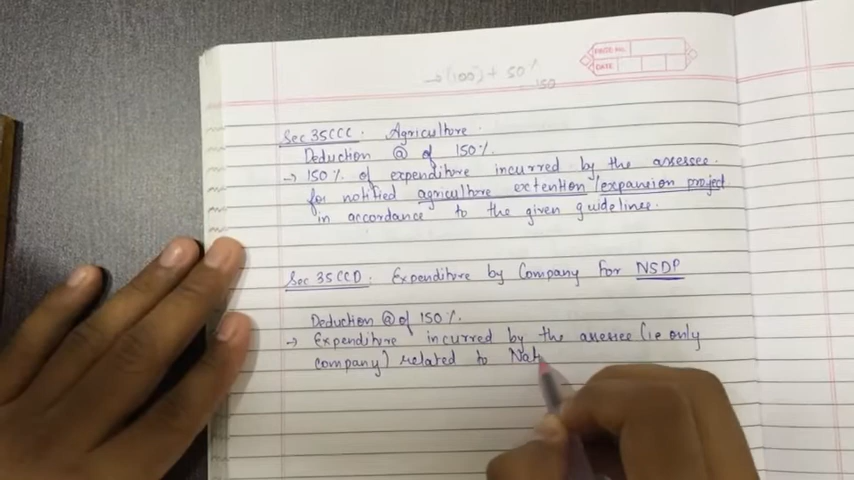 PAGE NO.
DATE
→ (100) + 50%
150
Sec 35CCC. Agriculture.
Deduction @ of 150%.
→ 150% of expenditure incurred by the assessee
for notified agriculture extention/expansion project
in accordance to the given guidelines.
Sec 35CCD. Expenditure by Company for NSDP
Deduction @ of 150%.
→ Expenditure incurred by the assessee (i.e only
company) related to Nat